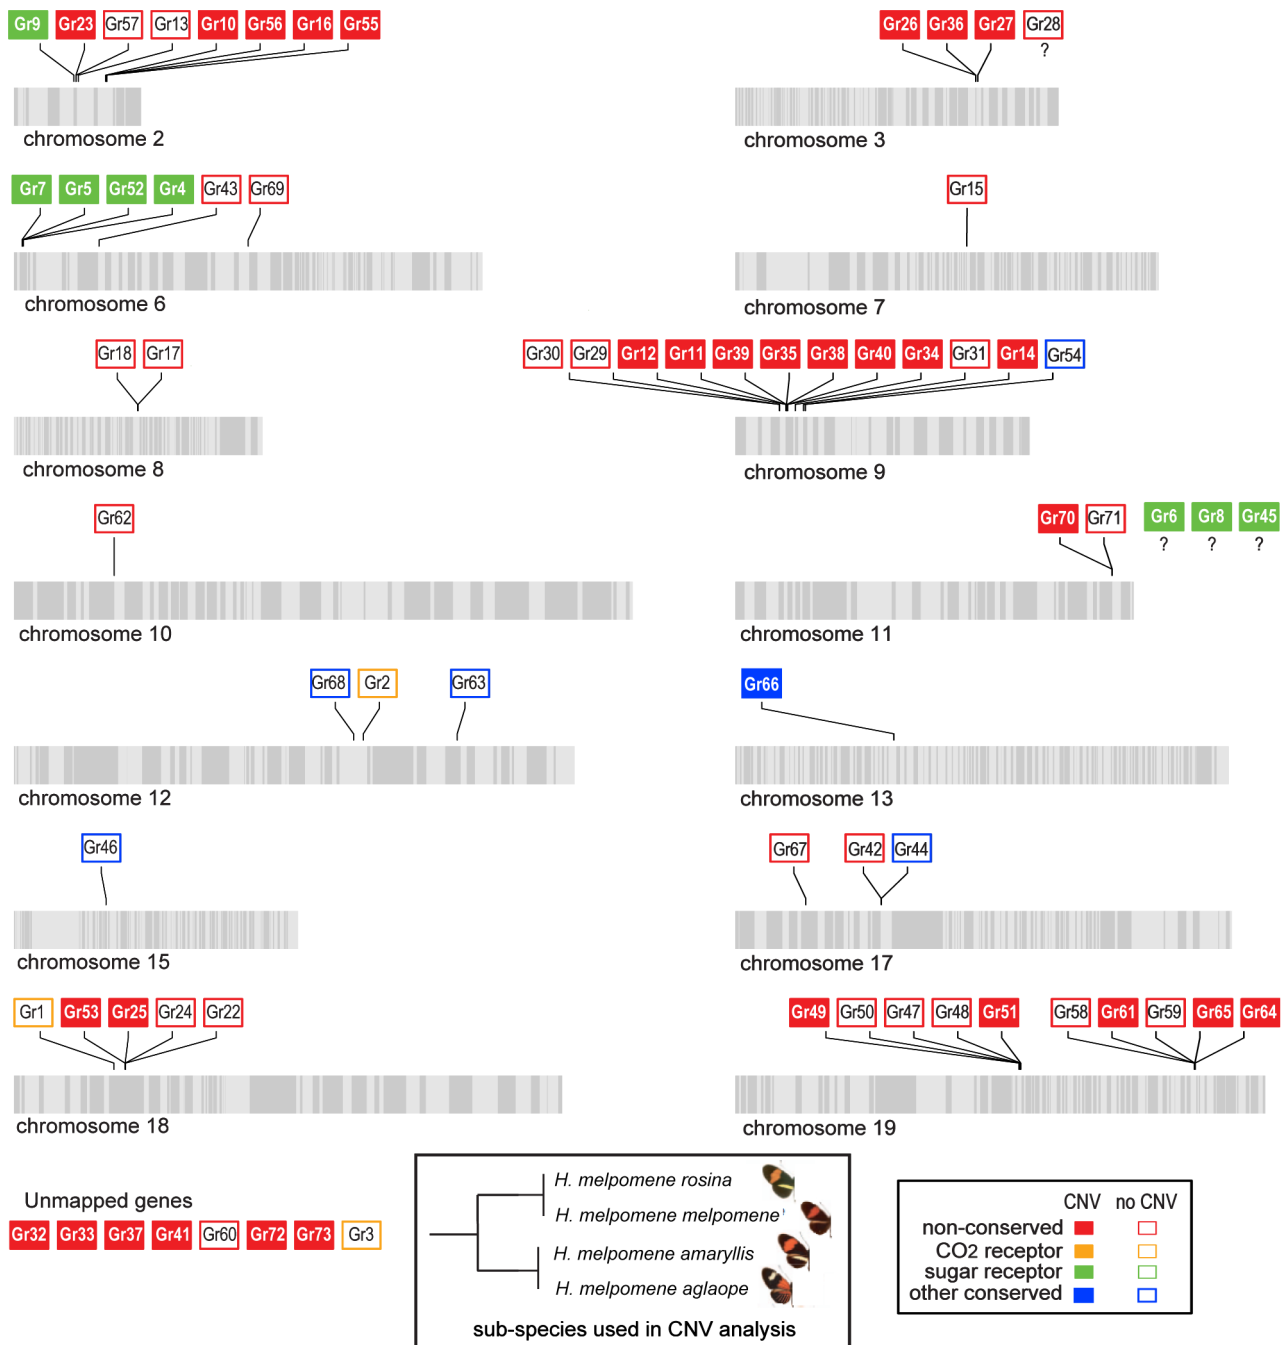 Gr9 Gr23 Gr57 Gr13 Gr10 Gr56 Gr16 Gr55
Gr26 Gr36 Gr27 Gr28
?
chromosome 2
chromosome 3
Gr7 Gr5 Gr52 Gr4 Gr43 Gr69
Gr15
chromosome 6
chromosome 7
Gr18 Gr17
Gr30 Gr29 Gr12 Gr11 Gr39 Gr35 Gr38 Gr40 Gr34 Gr31 Gr14 Gr54
chromosome 8
chromosome 9
Gr62
Gr70 Gr71 Gr6 Gr8 Gr45
? ? ?
chromosome 10
chromosome 11
Gr68 Gr2 Gr63
Gr66
chromosome 12
chromosome 13
Gr46
Gr67 Gr42 Gr44
chromosome 15
chromosome 17
Gr1 Gr53 Gr25 Gr24 Gr22
Gr49 Gr50 Gr47 Gr48 Gr51 Gr58 Gr61 Gr59 Gr65 Gr64
chromosome 18
chromosome 19
Unmapped genes
Gr32 Gr33 Gr37 Gr41 Gr60 Gr72 Gr73 Gr3
H. melpomene rosina
H. melpomene melpomene
H. melpomene amaryllis
H. melpomene aglaope
sub-species used in CNV analysis
CNV no CNV
non-conserved
CO2 receptor
sugar receptor
other conserved